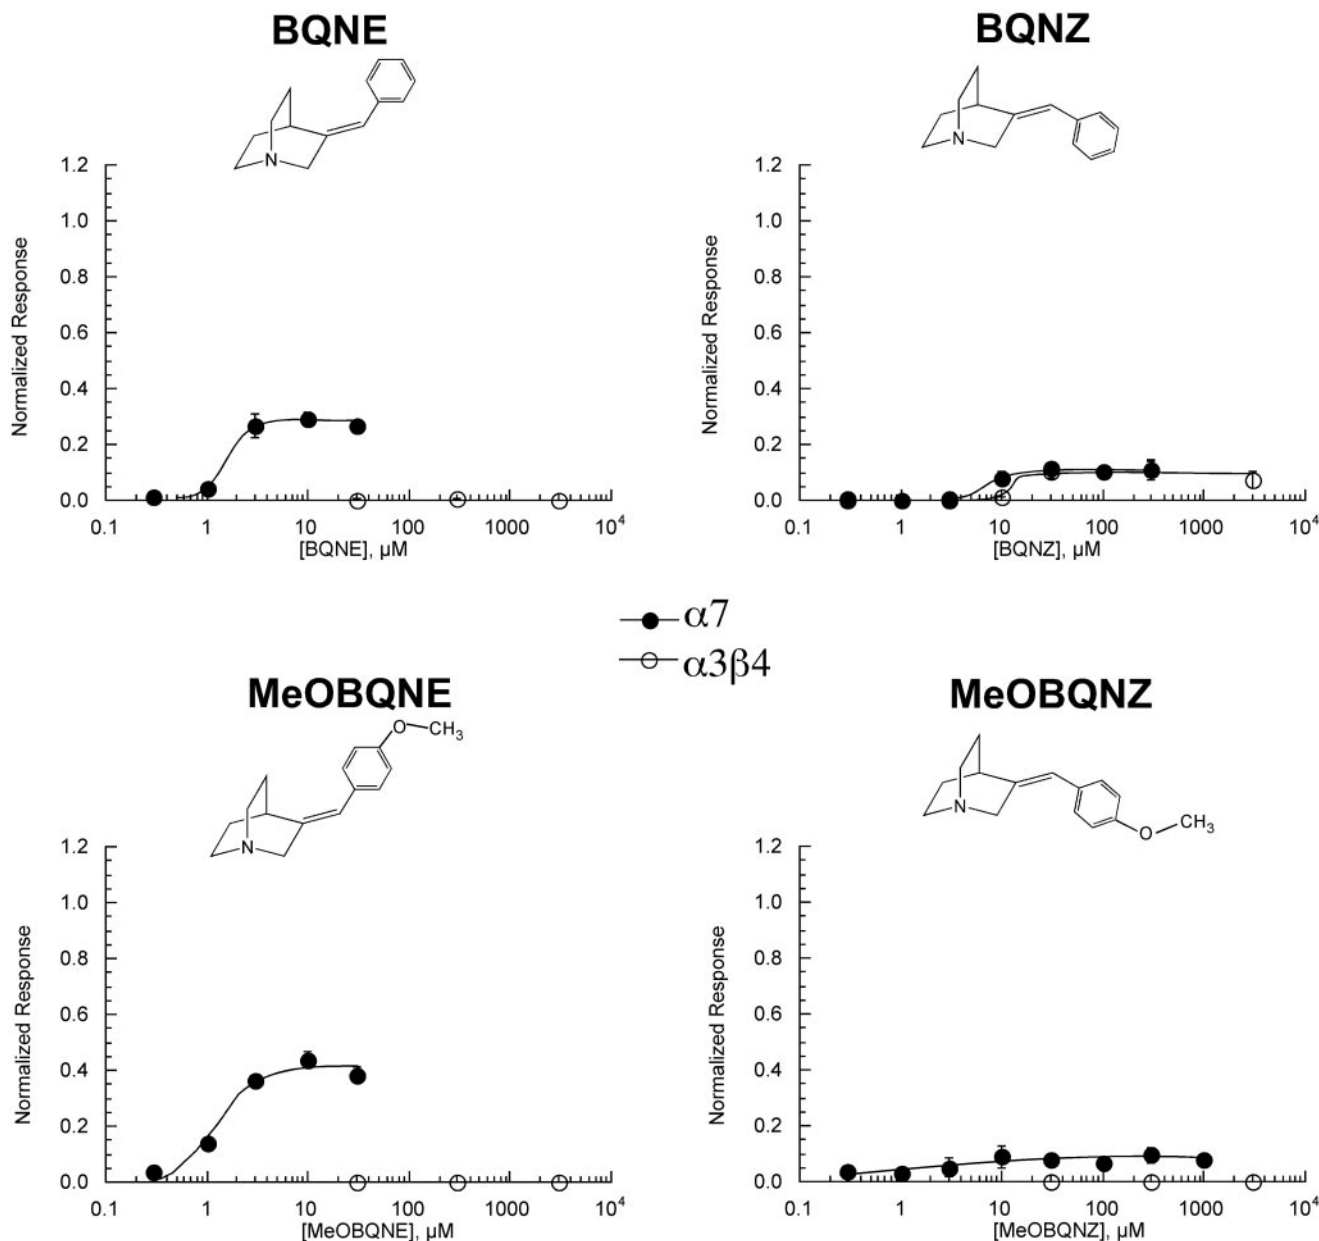 BQNE
BQNZ
N
N
1.2
1.0
0.8
0.6
0.4
0.2
0.0
Normalized Response
0.1 1 10 100 1000 10⁴
[BQNE], μM
1.2
1.0
0.8
0.6
0.4
0.2
0.0
Normalized Response
0.1 1 10 100 1000 10⁴
[BQNZ], μM
α7
α3β4
MeOBQNE
MeOBQNZ
O CH₃
N
N
O CH₃
1.2
1.0
0.8
0.6
0.4
0.2
0.0
Normalized Response
0.1 1 10 100 1000 10⁴
[MeOBQNE], μM
1.2
1.0
0.8
0.6
0.4
0.2
0.0
Normalized Response
0.1 1 10 100 1000 10⁴
[MeOBQNZ], μM